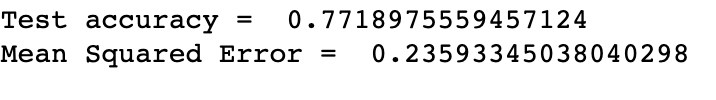 Test accuracy =  0.7718975559457124
Mean Squared Error =  0.23593345038040298